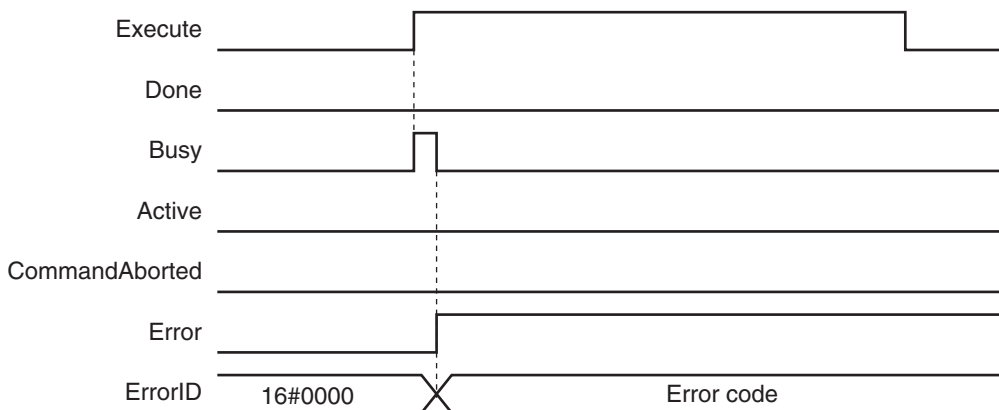 Execute
Done
Busy
Active
CommandAborted
Error
ErrorID 16#0000 Error code